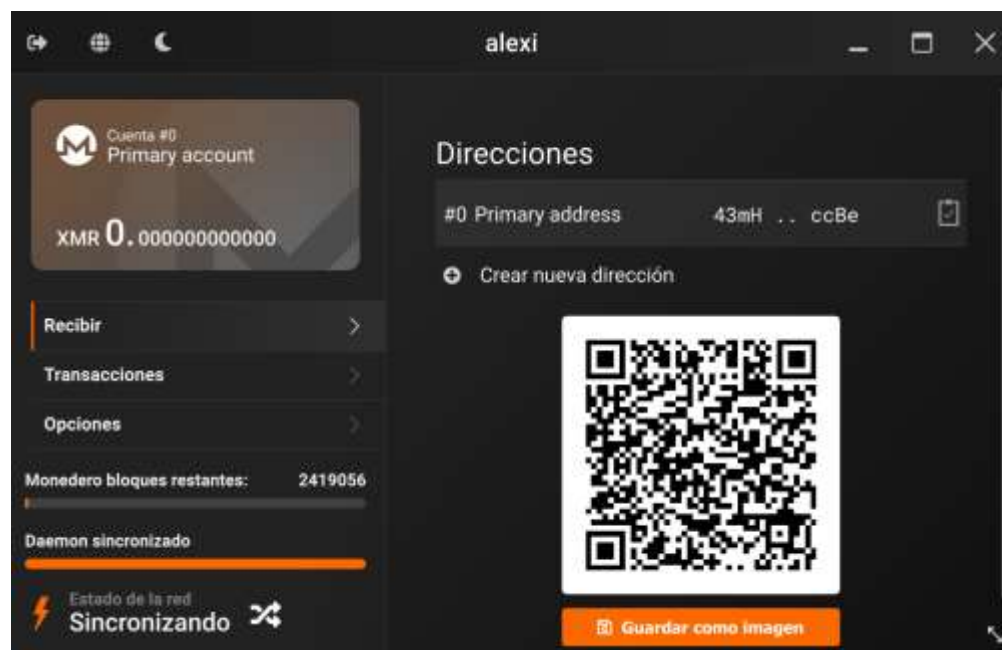 alexi
Cuenta #0
Primary account
XMR 0.000000000000
Recibir
Transacciones
Opciones
Monedero bloques restantes: 2419056
Daemon sincronizado
Estado de la red
Sincronizando
Direcciones
#0 Primary address 43mH .. ccBe
Crear nueva dirección
Guardar como imagen